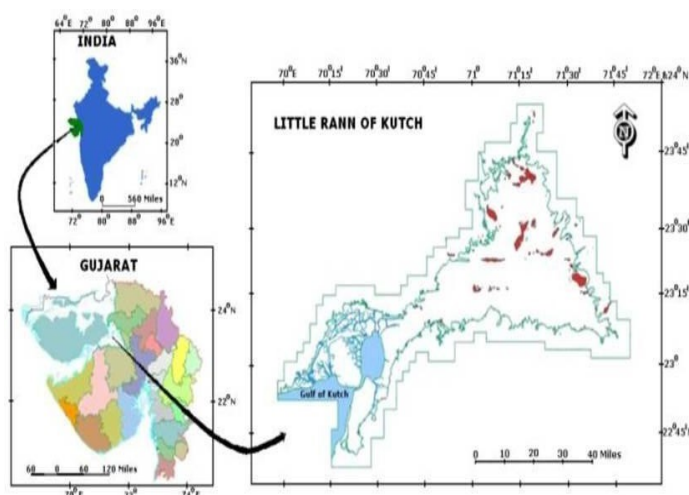 64°E 72° 80° 88° 96°E
INDIA
36°N
28°
20°
12°N
0 560 Miles
72° 80° 88° 96°E
GUJARAT
24°N
22°N
60 0 60 120 Miles
70°E 70°15' 70°30' 70°45' 71° 71°15' 71°30' 71°45' 72°E 24°N
LITTLE RANN OF KUTCH
N
23°45'
23°30'
23°15'
23°
22°45'
Gulf of Kutch
0 10 20 30 40 Miles